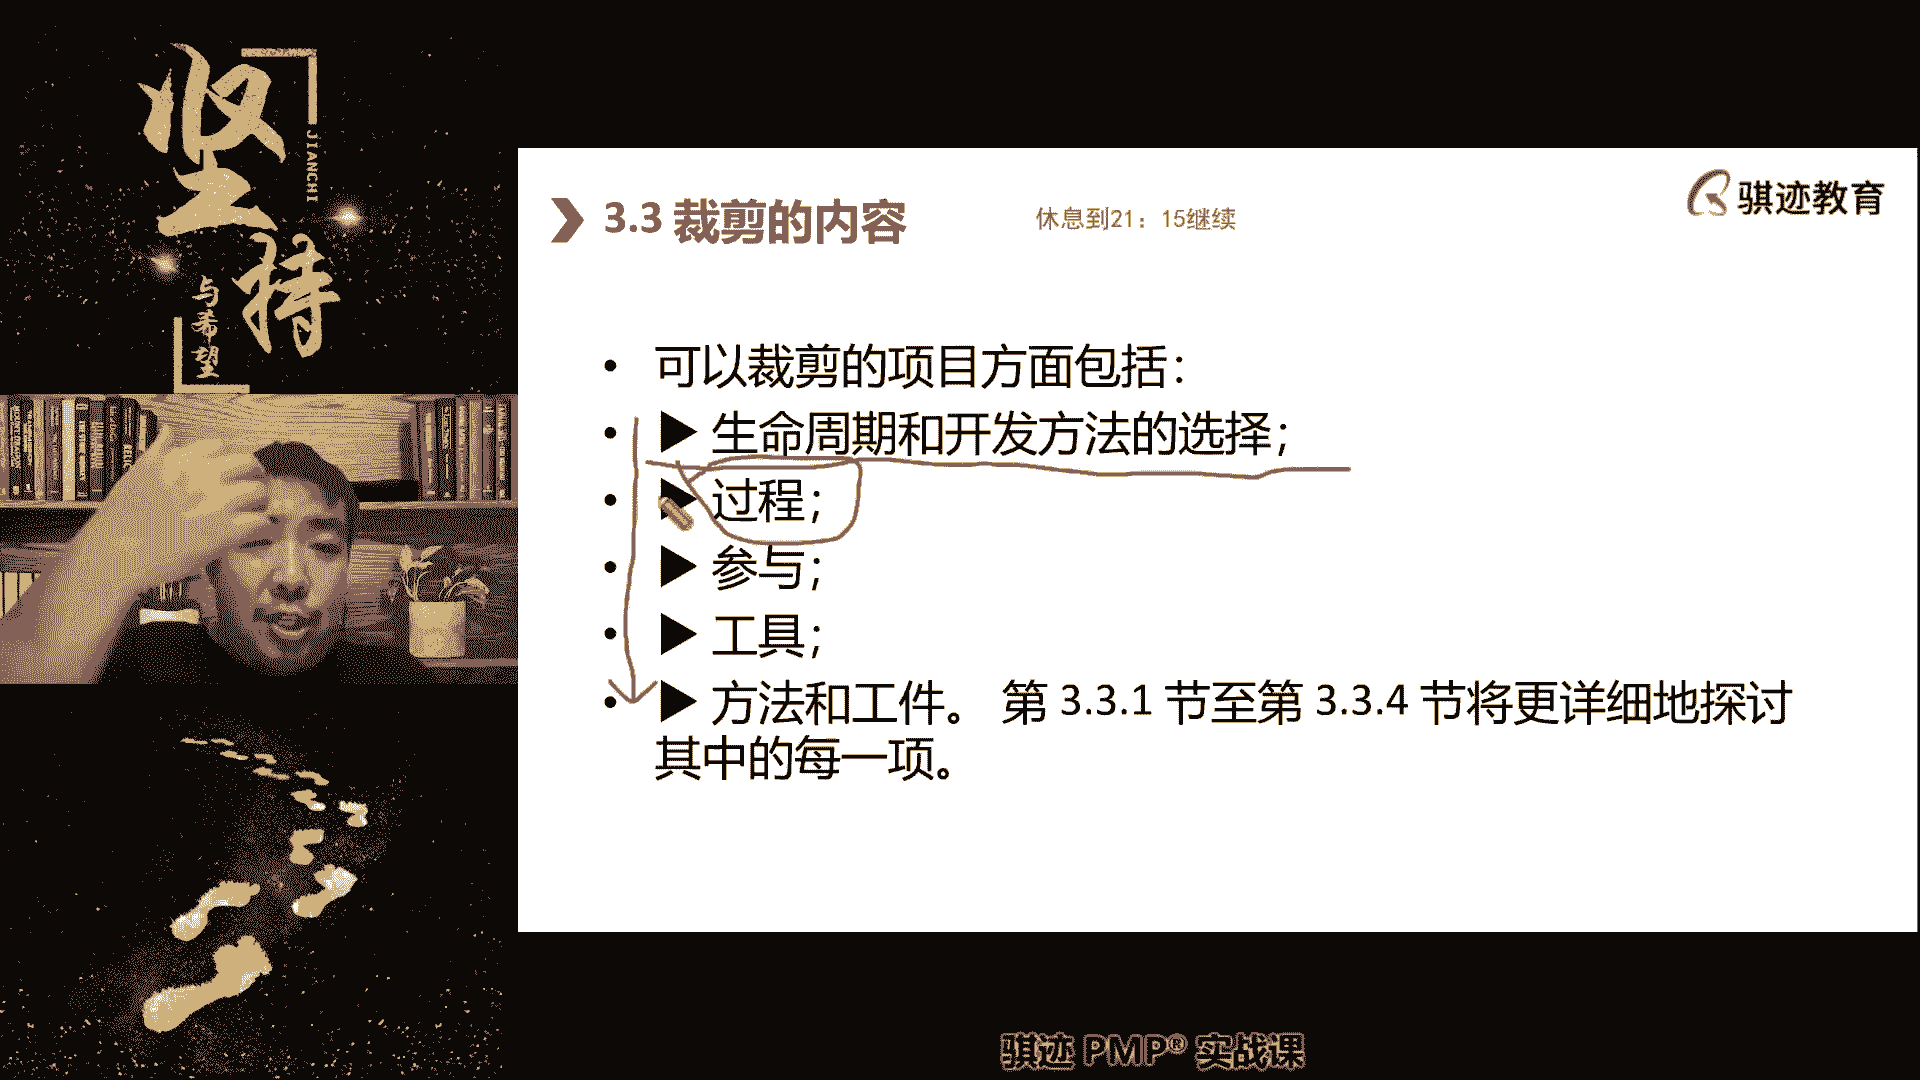 坚持
JIANCHI
与希望
3.3 裁剪的内容
休息到21：15继续
骐迹教育
• 可以裁剪的项目方面包括：
• ▶ 生命周期和开发方法的选择；
• ▶ 过程；
• ▶ 参与；
• ▶ 工具；
• ▶ 方法和工件。 第 3.3.1 节至第 3.3.4 节将更详细地探讨
其中的每一项。
骐迹 PMP® 实战课